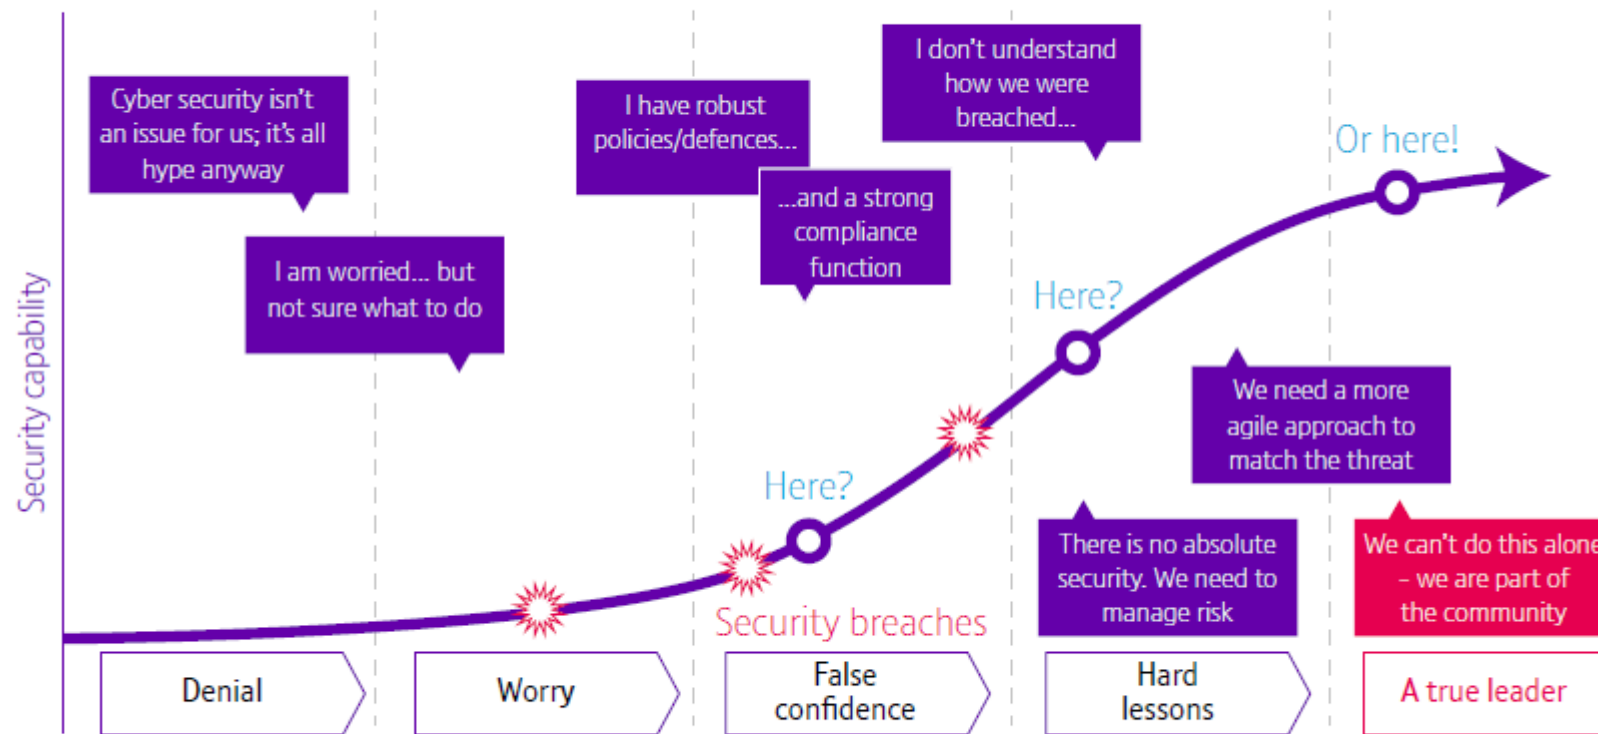 Security capability
Cyber security isn't
an issue for us; it's all
hype anyway
I am worried... but
not sure what to do
I have robust
policies/defences...
...and a strong
compliance
function
I don't understand
how we were
breached...
Or here!
Here?
Here?
We need a more
agile approach to
match the threat
There is no absolute
security. We need to
manage risk
We can't do this alone
– we are part of
the community
Security breaches
Denial
Worry
False
confidence
Hard
lessons
A true leader